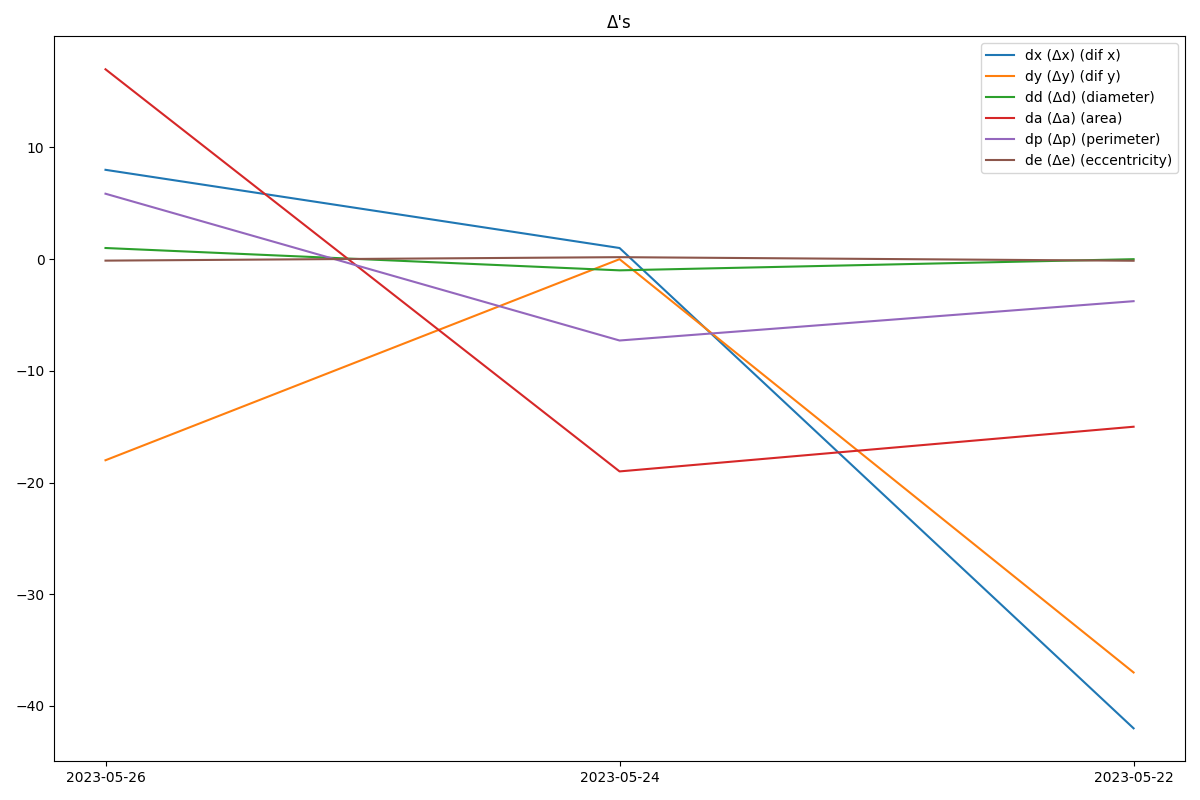 Δ's
dx (Δx) (dif x)
dy (Δy) (dif y)
dd (Δd) (diameter)
da (Δa) (area)
dp (Δp) (perimeter)
de (Δe) (eccentricity)
10
0
−10
−20
−30
−40
2023-05-26 2023-05-24 2023-05-22